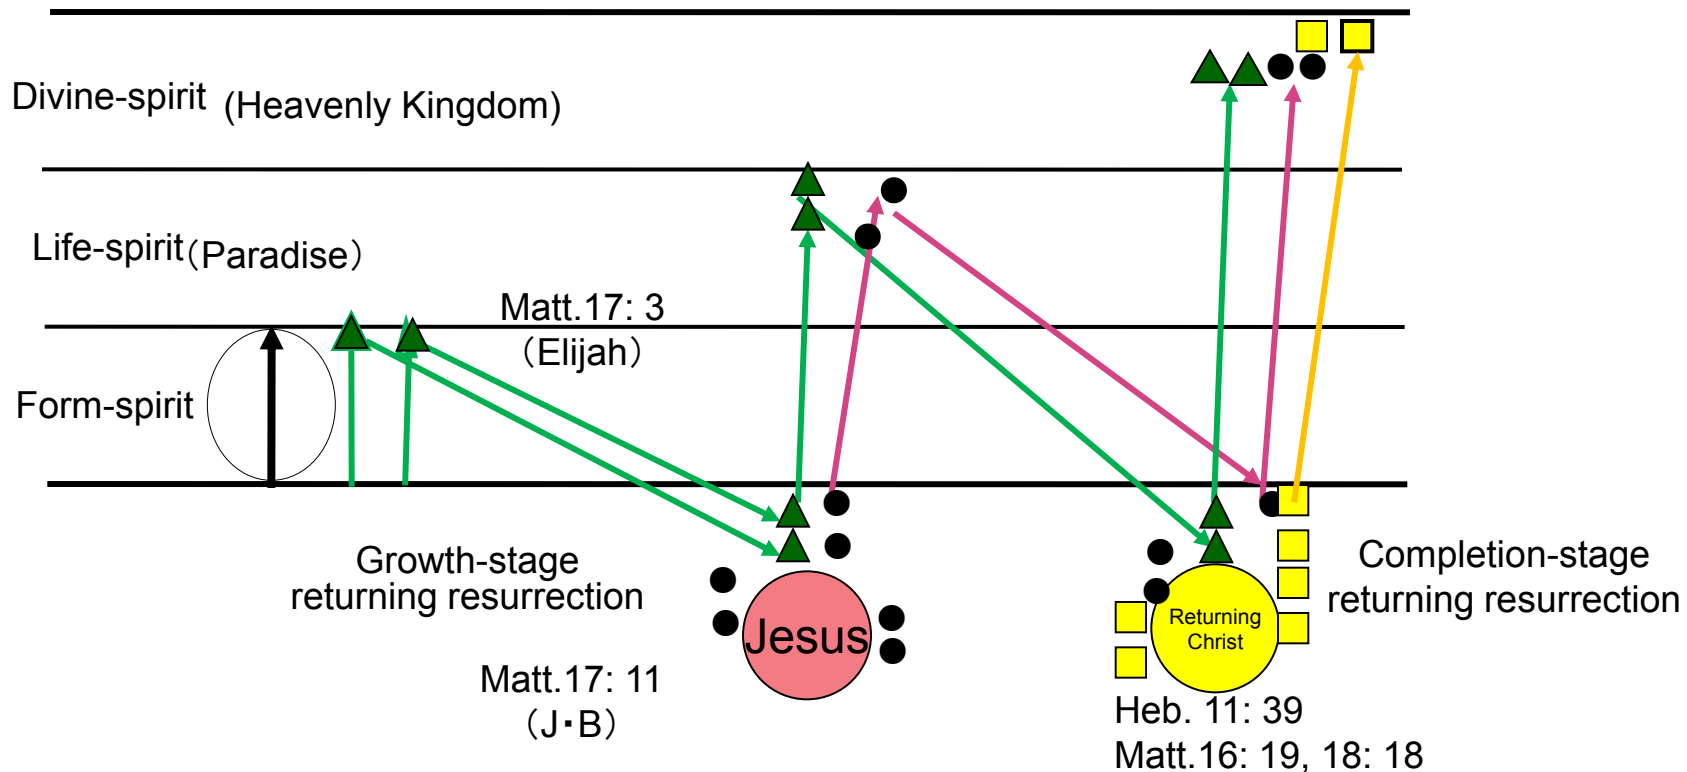 Divine-spirit (Heavenly Kingdom)
Life-spirit（Paradise）
Matt.17: 3
（Elijah）
Form-spirit
Growth-stage
returning resurrection
Completion-stage
returning resurrection
Jesus
Returning
Christ
Matt.17: 11
（J・B）
Heb. 11: 39
Matt.16: 19, 18: 18